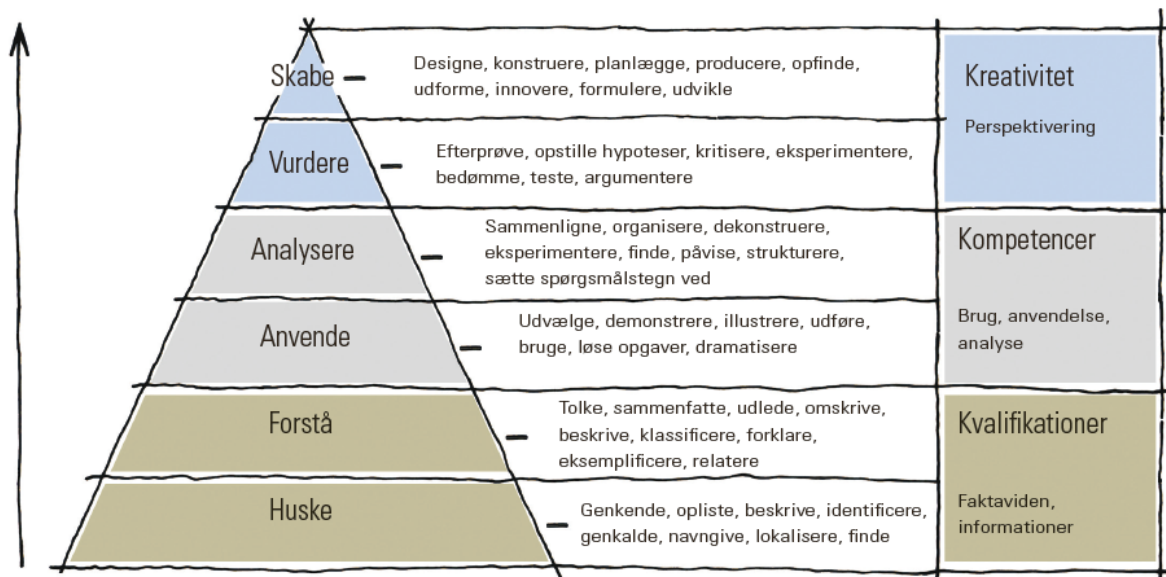 Skabe
Designe, konstruere, planlægge, producere, opfinde,
udforme, innovere, formulere, udvikle
Kreativitet
Perspektivering
Vurdere
Efterprøve, opstille hypoteser, kritisere, eksperimentere,
bedømme, teste, argumentere
Analysere
Sammenligne, organisere, dekonstruere,
eksperimentere, finde, påvise, strukturere,
sætte spørgsmålstegn ved
Kompetencer
Brug, anvendelse,
analyse
Anvende
Udvælge, demonstrere, illustrere, udføre,
bruge, løse opgaver, dramatisere
Forstå
Tolke, sammenfatte, udlede, omskrive,
beskrive, klassificere, forklare,
eksemplificere, relatere
Kvalifikationer
Faktaviden,
informationer
Huske
Genkende, opliste, beskrive, identificere,
genkalde, navngive, lokalisere, finde